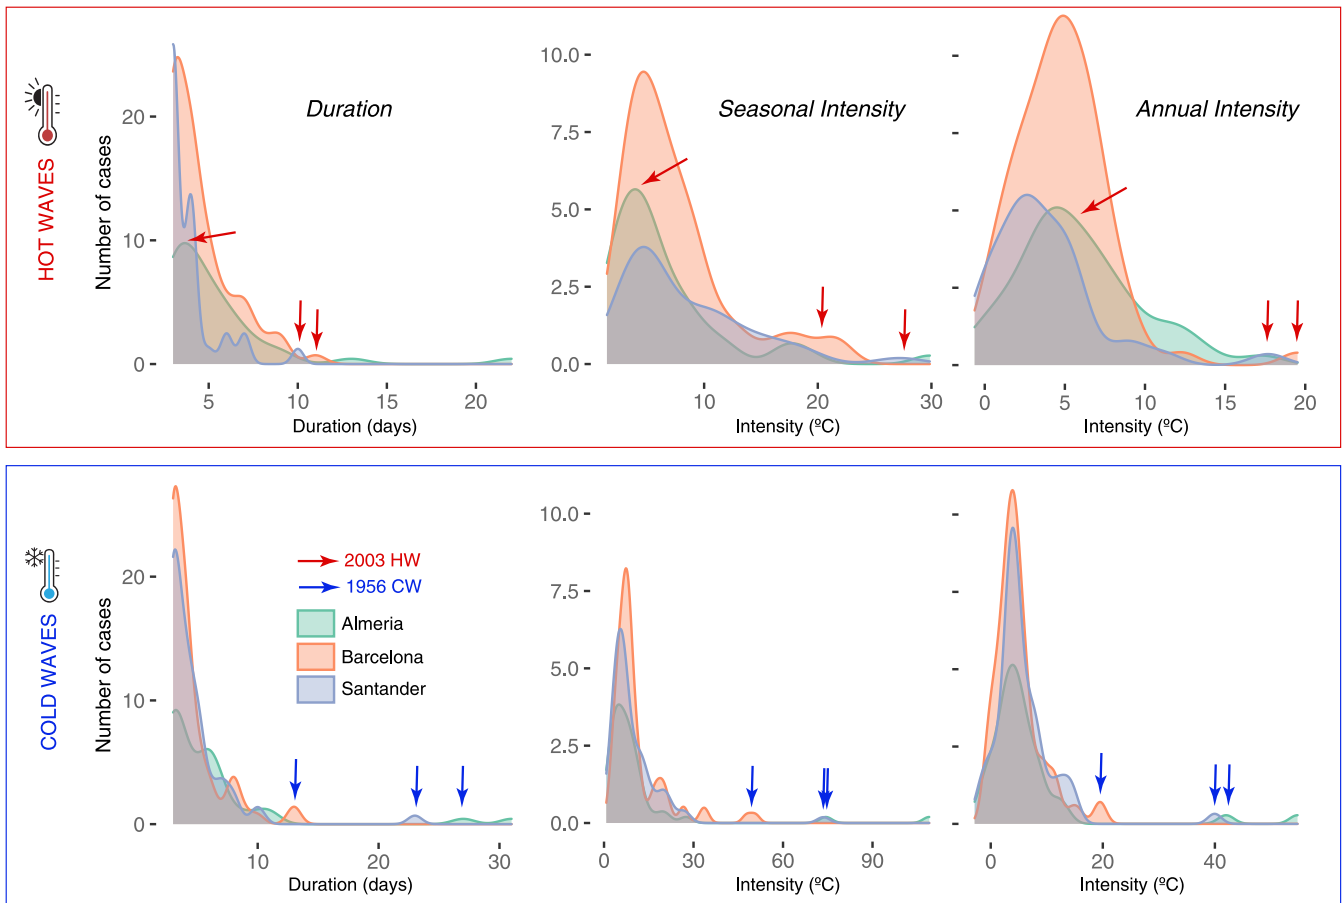 HOT WAVES
Number of cases
Duration
Seasonal Intensity
Annual Intensity
20
10
0
10.0
7.5
5.0
2.5
0.0
5
10
15
20
10
20
30
0
5
10
15
20
Duration (days)
Intensity (ºC)
Intensity (ºC)
COLD WAVES
Number of cases
20
10
0
2003 HW
1956 CW
Almeria
Barcelona
Santander
10.0
7.5
5.0
2.5
0.0
10
20
30
0
30
60
90
0
20
40
Duration (days)
Intensity (ºC)
Intensity (ºC)